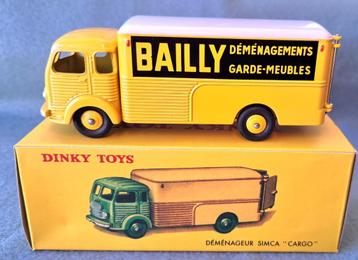 BAILLY DÉMÉNAGEMENTS
GARDE-MEUBLES
DINKY TOYS
DÉMÉNAGEUR SIMCA "CARGO"